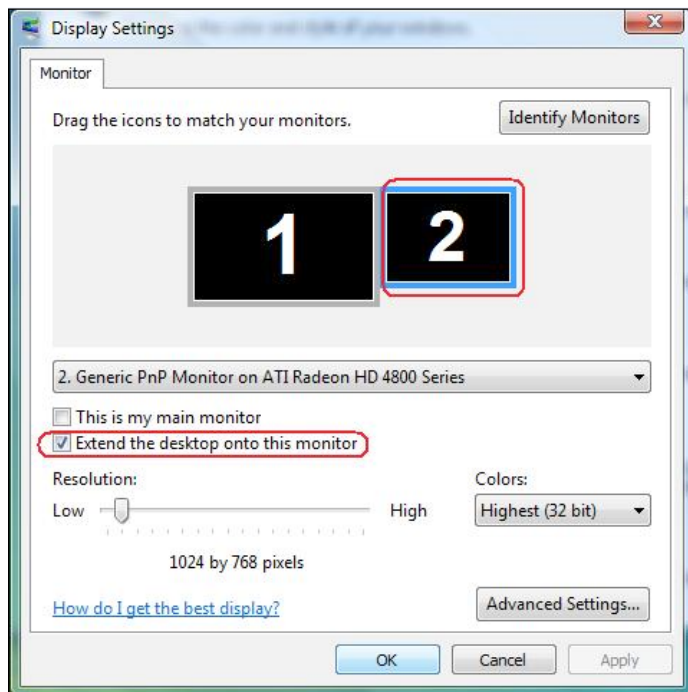 Display Settings
Monitor
Drag the icons to match your monitors.
Identify Monitors
1
2
2. Generic PnP Monitor on ATI Radeon HD 4800 Series
This is my main monitor
Extend the desktop onto this monitor
Resolution:
Colors:
Low
High
Highest (32 bit)
1024 by 768 pixels
How do I get the best display?
Advanced Settings...
OK
Cancel
Apply